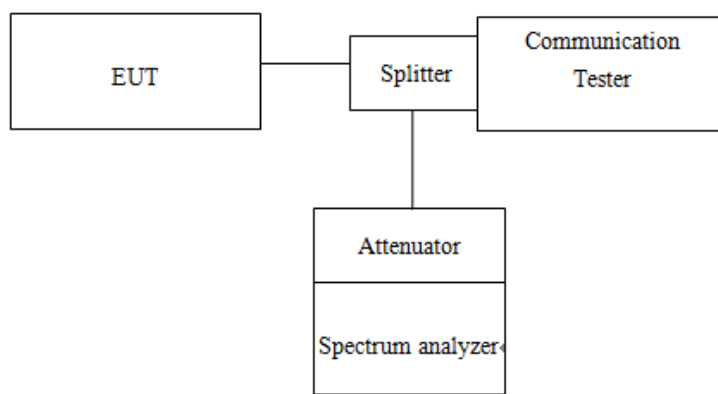 EUT
Splitter
Communication
Tester
Attenuator
Spectrum analyzer